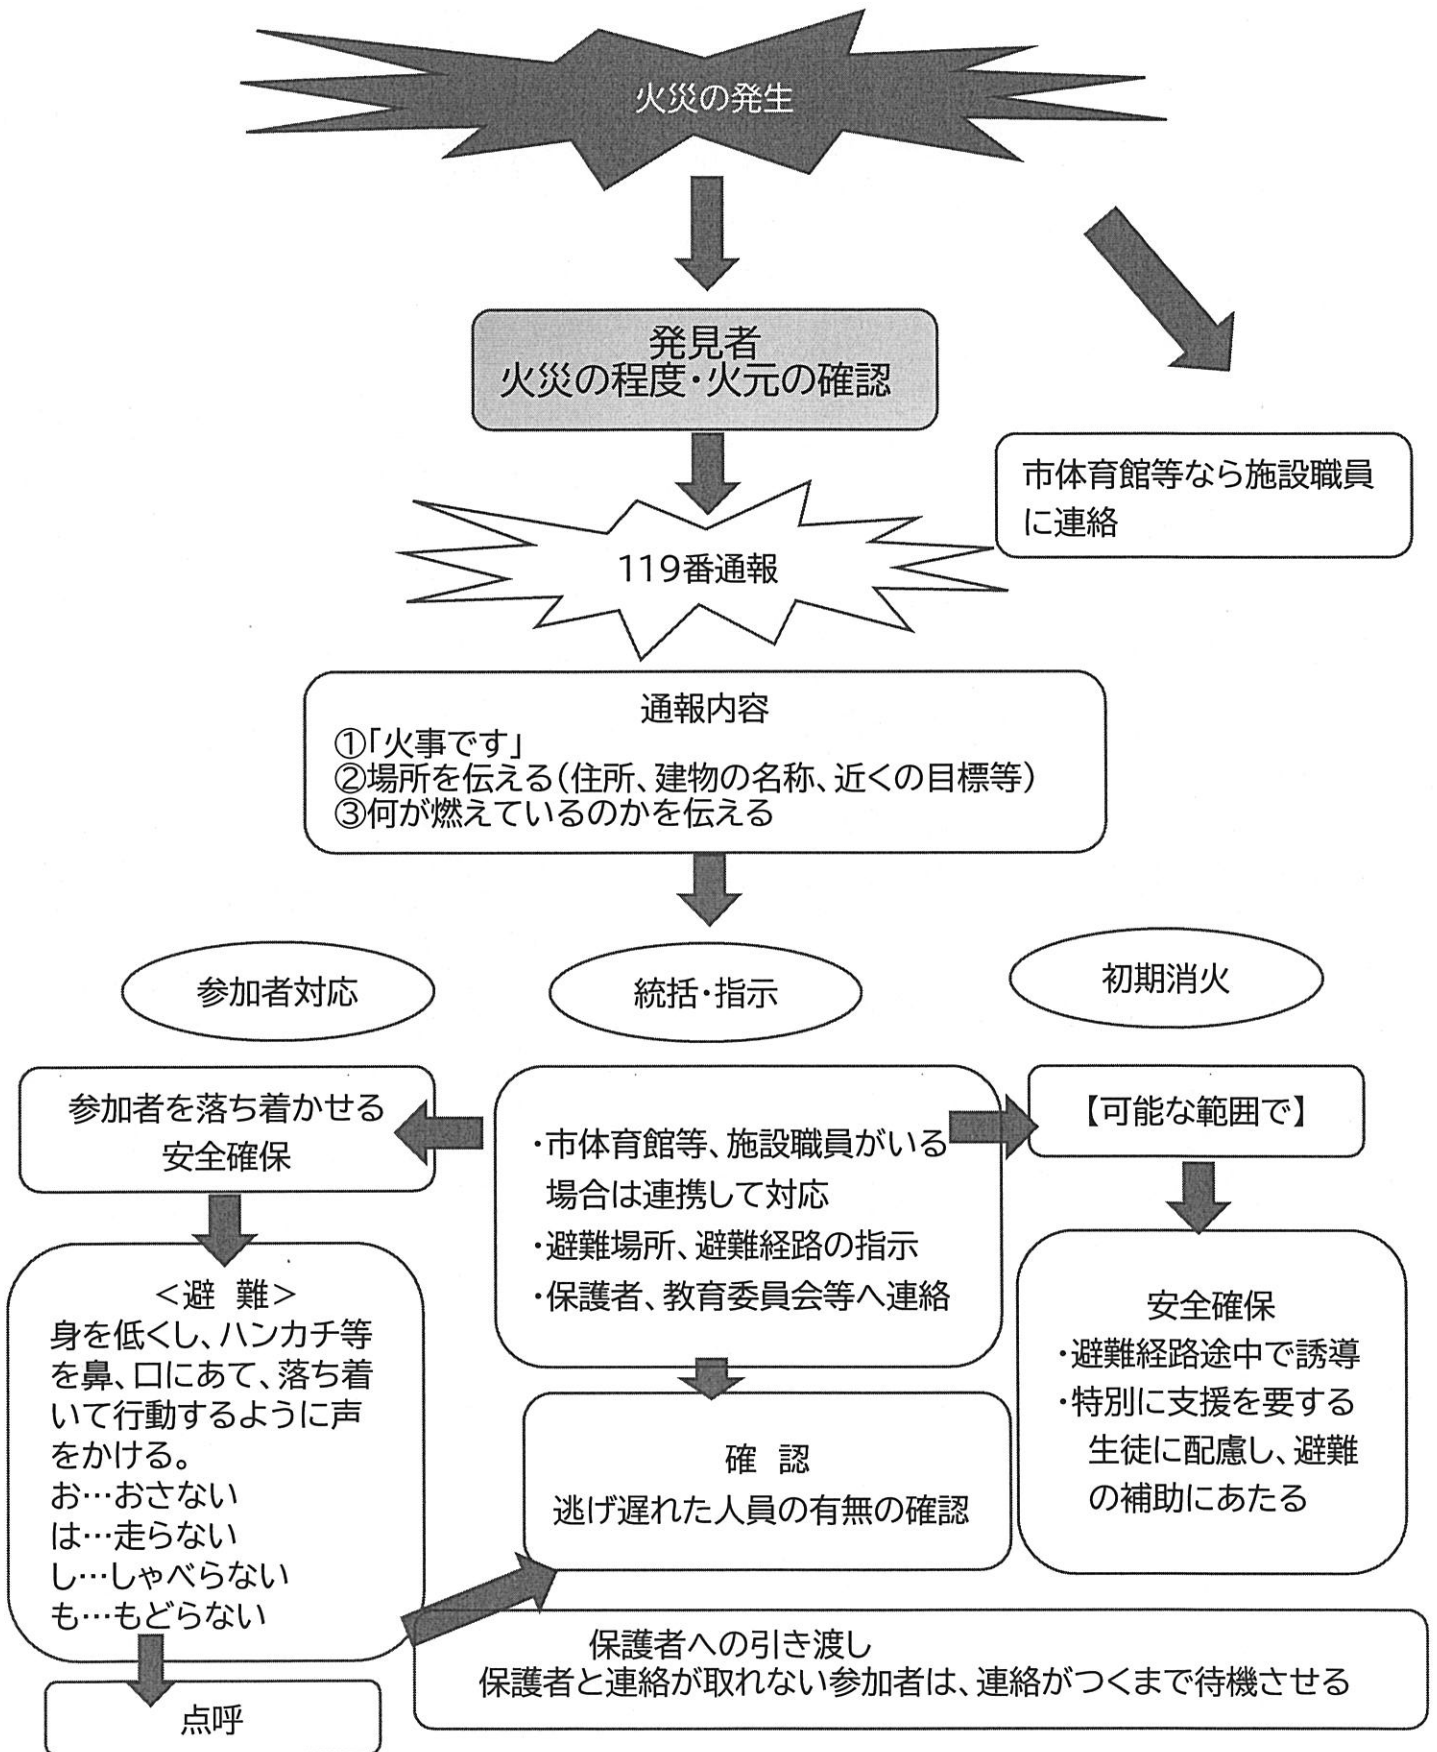 火災の発生
発見者
火災の程度・火元の確認
市体育館等なら施設職員
に連絡
119番通報
通報内容
①「火事です」
②場所を伝える(住所、建物の名称、近くの目標等)
③何が燃えているのかを伝える
参加者対応
統括・指示
初期消火
参加者を落ち着かせる
安全確保
・市体育館等、施設職員がいる
場合は連携して対応
・避難場所、避難経路の指示
・保護者、教育委員会等へ連絡
【可能な範囲で】
<避 難>
身を低くし、ハンカチ等
を鼻、口にあて、落ち着
いて行動するように声
をかける。
お…おさない
は…走らない
し…しゃべらない
も…もどらない
確 認
逃げ遅れた人員の有無の確認
安全確保
・避難経路途中で誘導
・特別に支援を要する
生徒に配慮し、避難
の補助にあたる
保護者への引き渡し
保護者と連絡が取れない参加者は、連絡がつくまで待機させる
点呼